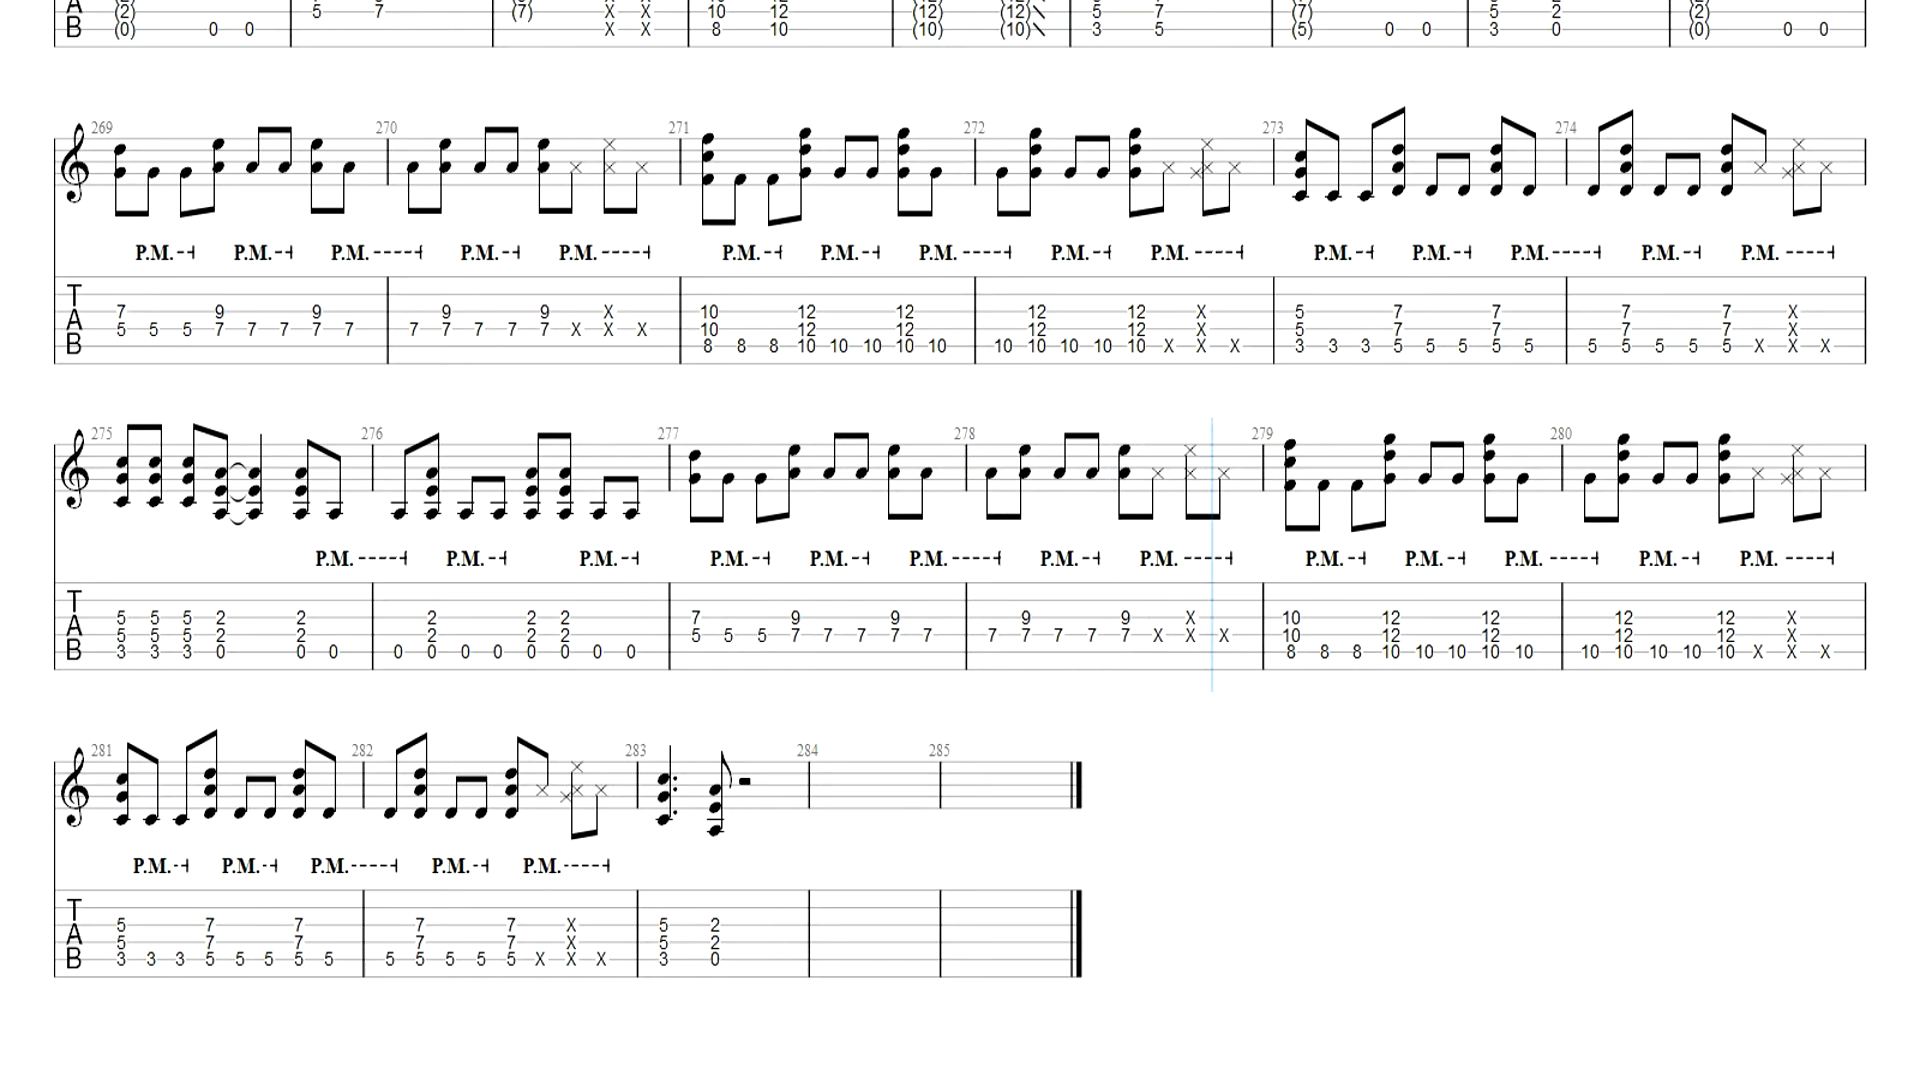 A (2) 5 7 (7) X X 10 12 (12) (12) 5 7 (7) 5 2 (2)
B (0) 0 0 X X 8 10 (10) (10) 3 5 (5) 0 0 3 0 (0) 0 0
269 270 271 272 273 274
P.M. P.M. P.M. P.M. P.M. P.M. P.M. P.M. P.M. P.M. P.M. P.M. P.M. P.M. P.M.
T
7 9 9 9 9 X 10 12 12 12 12 X 5 7 7 7 7 X
A 5 5 5 7 7 7 7 7 7 7 7 7 7 X X X 10 12 12 12 12 X 5 7 7 7 7 X
B 8 8 8 10 10 10 10 10 10 10 10 10 10 X X X 3 3 3 5 5 5 5 5 5 5 5 5 5 X X X
275 276 277 278 279 280
P.M. P.M. P.M. P.M. P.M. P.M. P.M. P.M. P.M. P.M. P.M. P.M. P.M.
T
5 5 5 2 2 2 2 2 7 9 9 9 9 X 10 12 12 12 12 X
A 5 5 5 2 2 2 2 2 5 5 5 7 7 7 7 7 7 7 7 7 7 X X X 10 12 12 12 12 X
B 3 3 3 0 0 0 0 0 0 0 0 0 0 0 8 8 8 10 10 10 10 10 10 10 10 10 10 X X X
281 282 283 284 285
P.M. P.M. P.M. P.M. P.M.
T
5 7 7 7 7 X 5 2
A 5 7 7 7 7 X 5 2
B 3 3 3 5 5 5 5 5 5 5 5 5 5 X X X 3 0